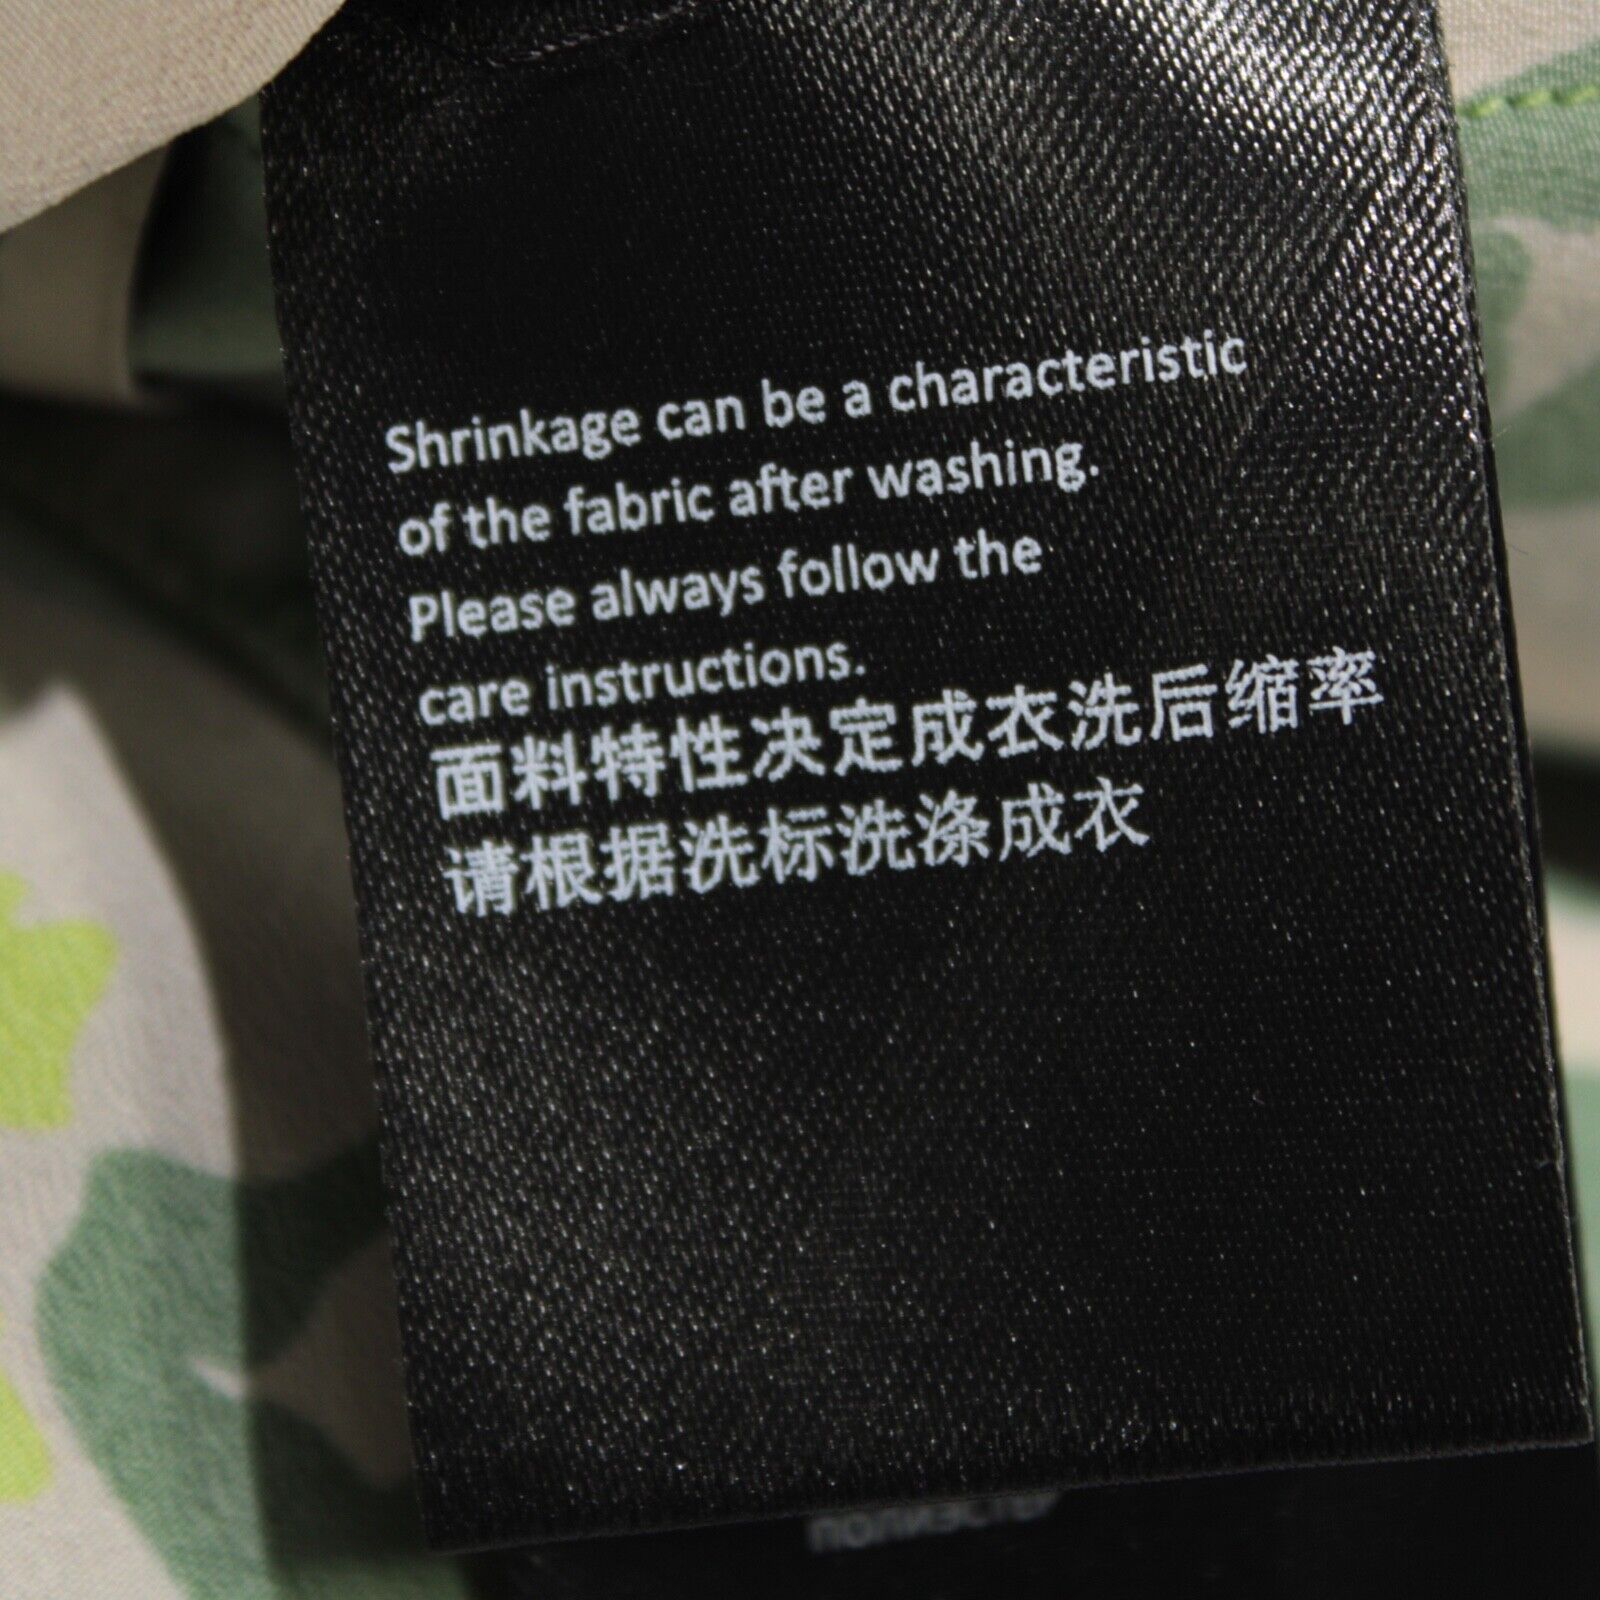 Shrinkage can be a characteristic
of the fabric after washing.
Please always follow the
care instructions.
面料特性决定成衣洗后缩率
请根据洗标洗涤成衣
полиэстер